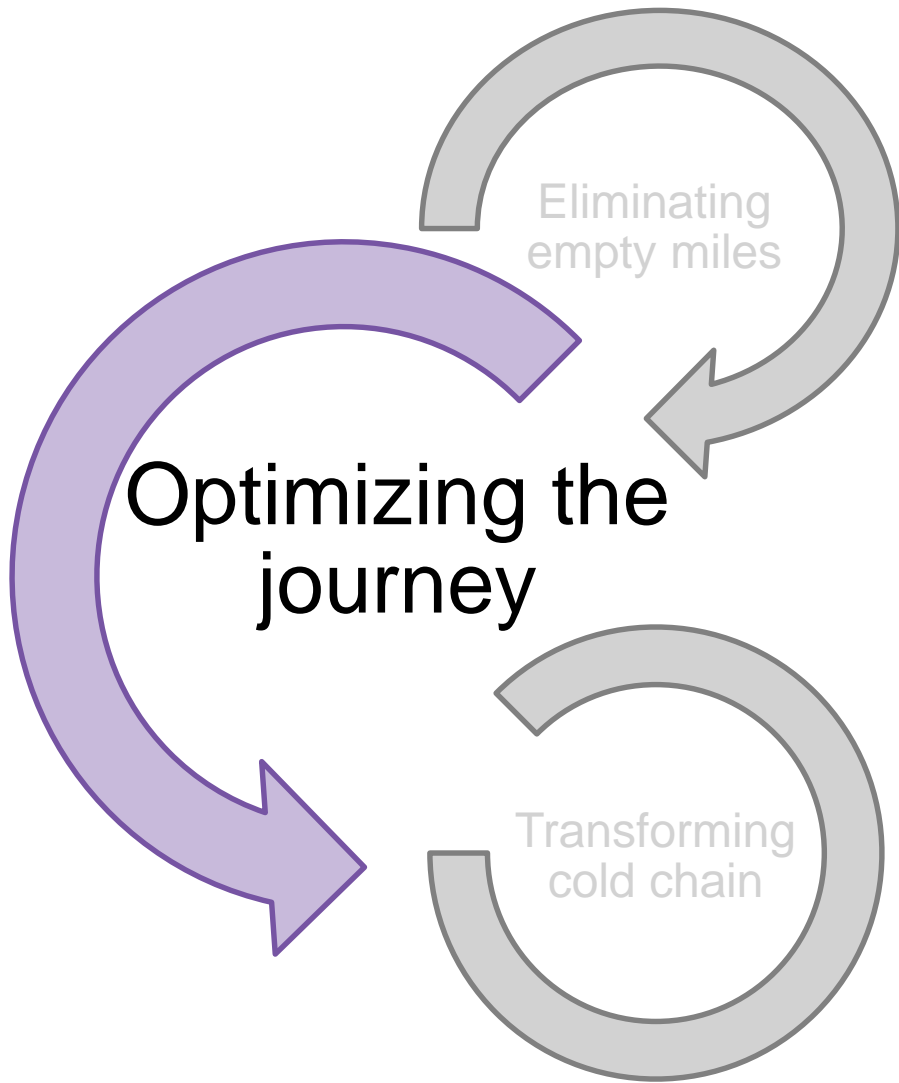 Eliminating
empty miles
Optimizing the
journey
Transforming
cold chain